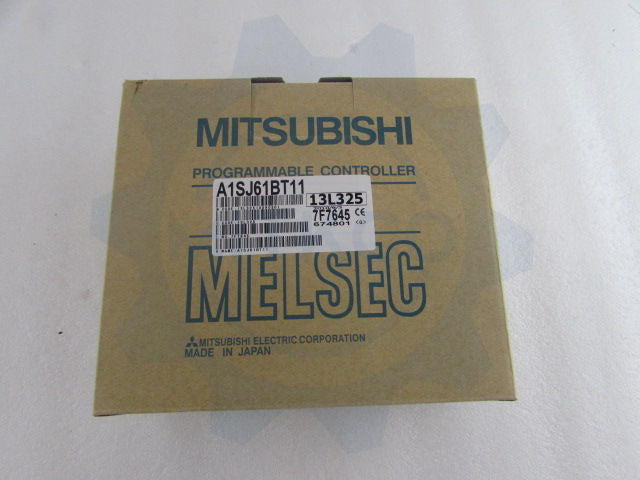 MITSUBISHI
PROGRAMMABLE CONTROLLER
A1SJ61BT11
13L325
7F7645 CE
674801
MELSEC
MITSUBISHI ELECTRIC CORPORATION
MADE IN JAPAN